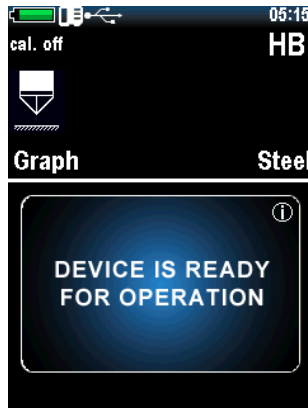 05:15
cal. off
HB
Graph
Steel
DEVICE IS READY
FOR OPERATION